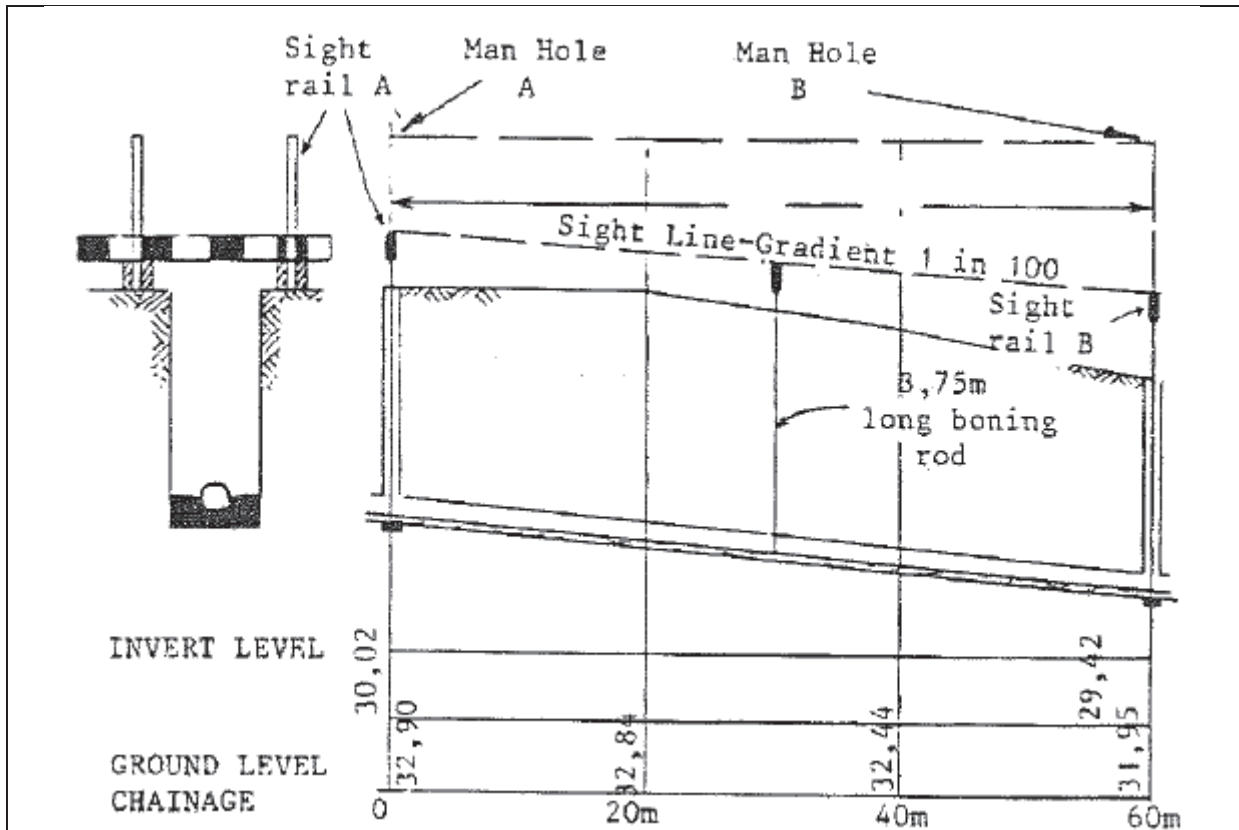 Sight
rail A
Man Hole
A
Man Hole
B
Sight Line-Gradient 1 in 100
Sight
rail B
3,75m
long boning
rod
INVERT LEVEL
30,02
29,42
GROUND LEVEL
32,90
32,84
32,44
31,95
CHAINAGE
0
20m
40m
60m